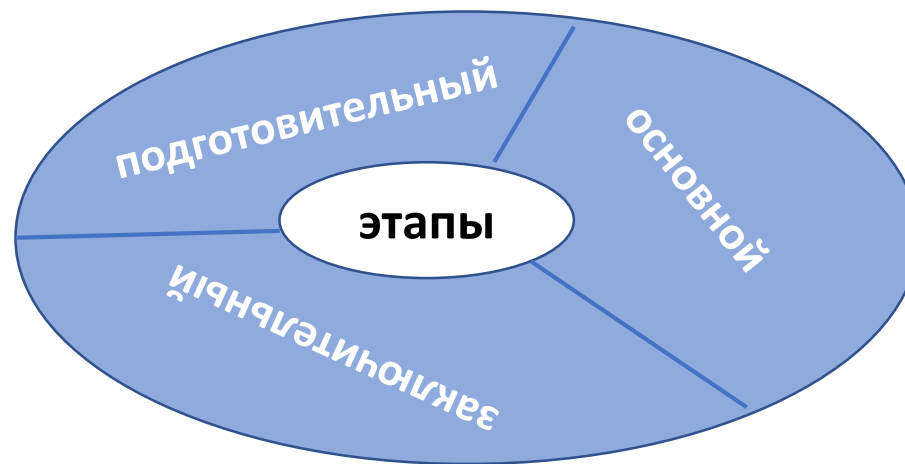 подготовительный
основной
этапы
заключительный